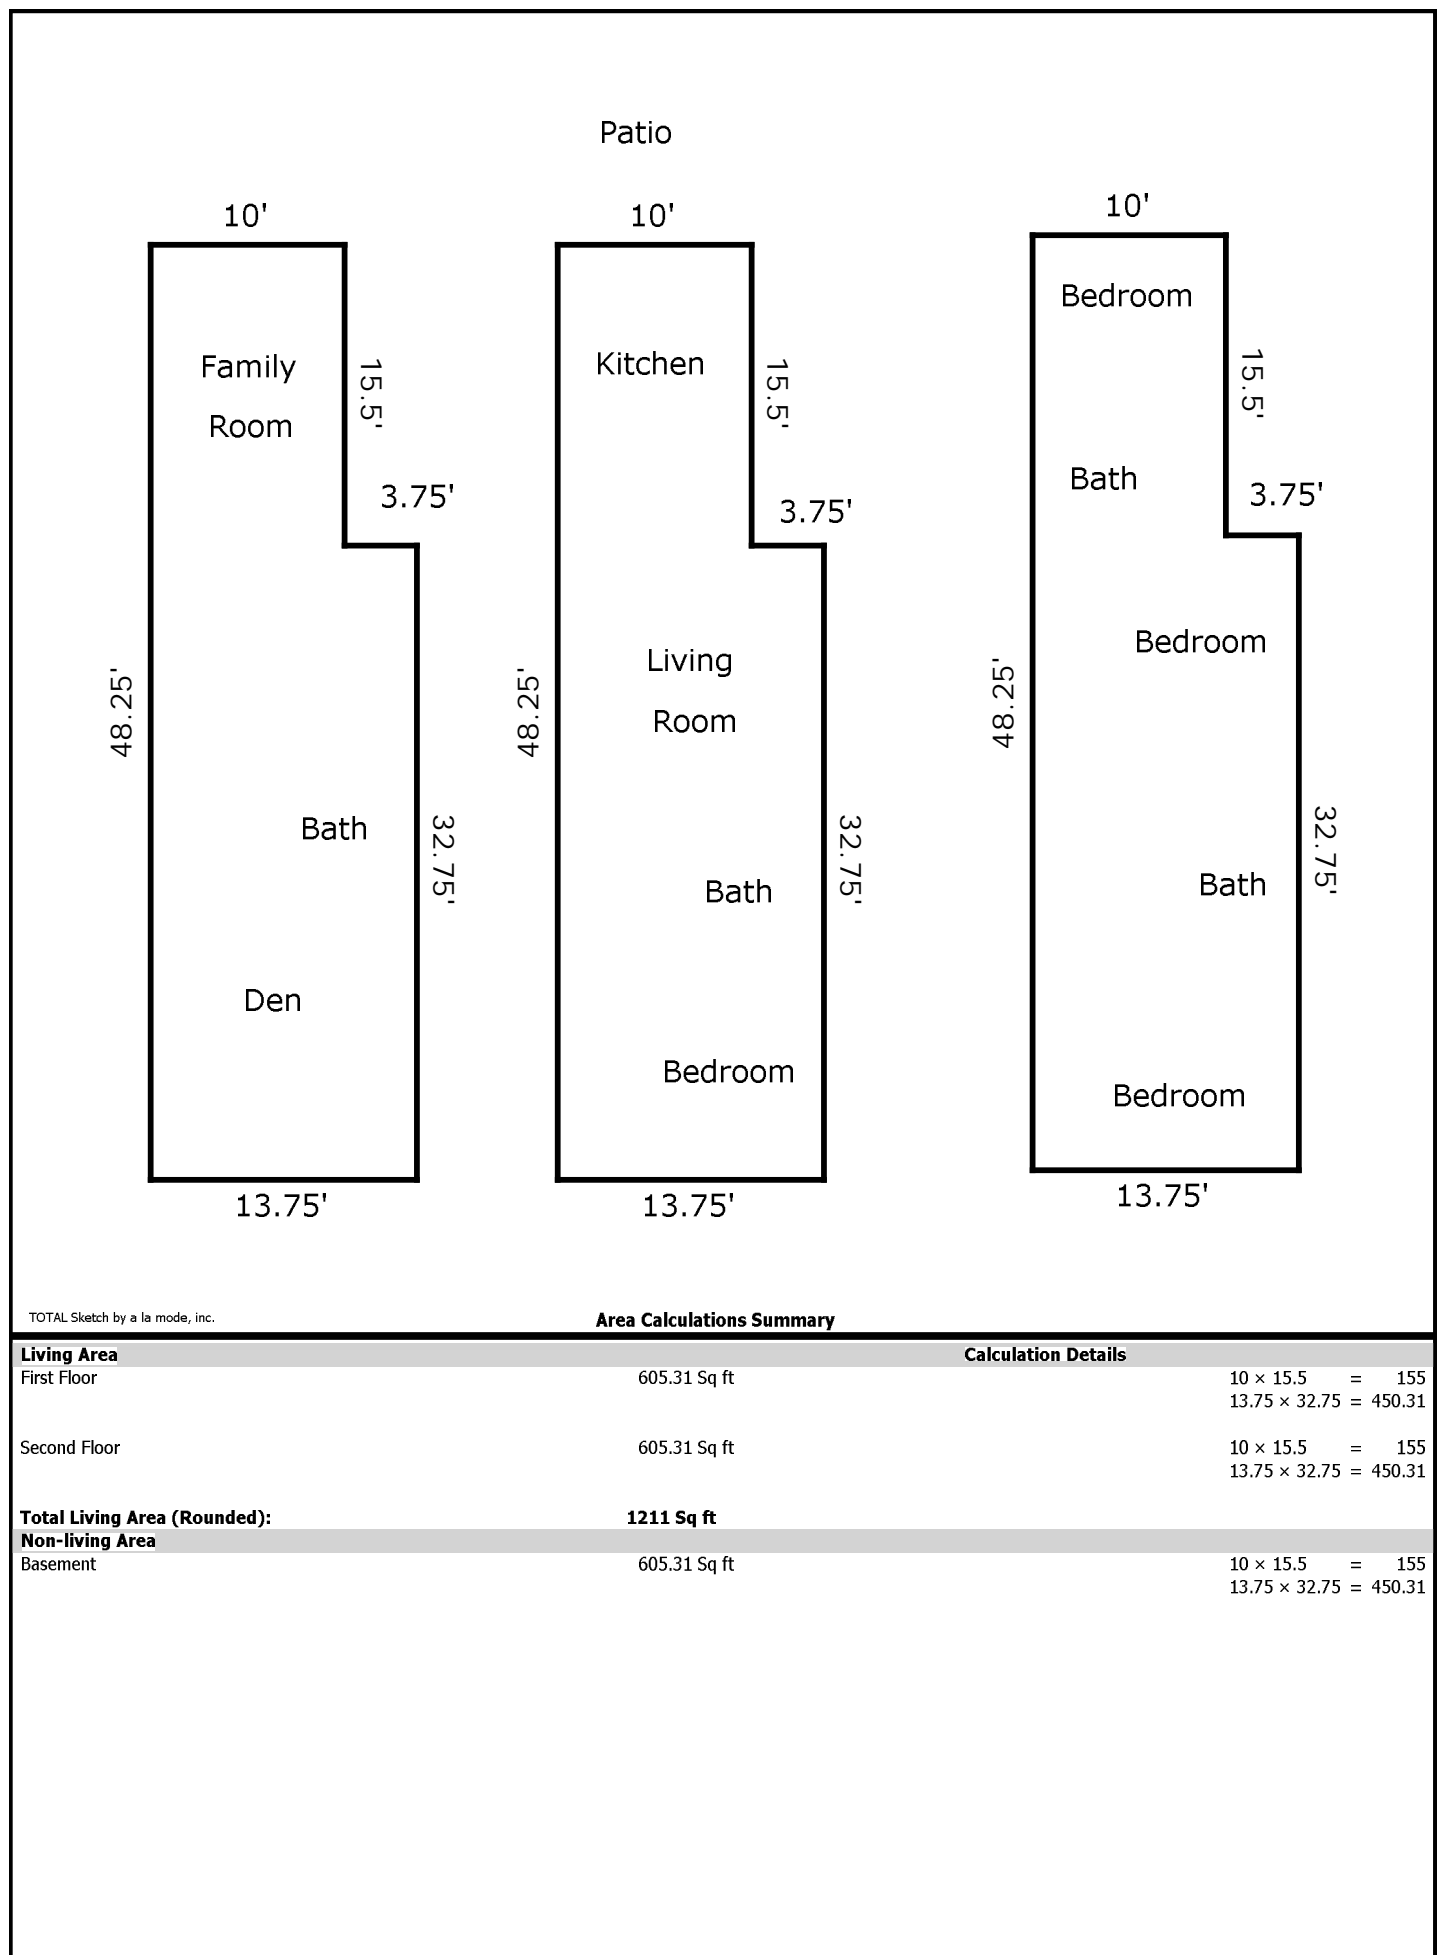 Patio
10'
10'
10'
Family
Room
15.5'
3.75'
48.25'
Bath
32.75'
Den
13.75'
Kitchen
15.5'
3.75'
Living
Room
48.25'
Bath
32.75'
Bedroom
13.75'
Bedroom
15.5'
Bath
3.75'
Bedroom
48.25'
Bath
32.75'
Bedroom
13.75'
TOTAL Sketch by a la mode, inc. Area Calculations Summary
Living Area Calculation Details
First Floor 605.31 Sq ft 10 × 15.5 = 155
13.75 × 32.75 = 450.31
Second Floor 605.31 Sq ft 10 × 15.5 = 155
13.75 × 32.75 = 450.31
Total Living Area (Rounded): 1211 Sq ft
Non-living Area
Basement 605.31 Sq ft 10 × 15.5 = 155
13.75 × 32.75 = 450.31